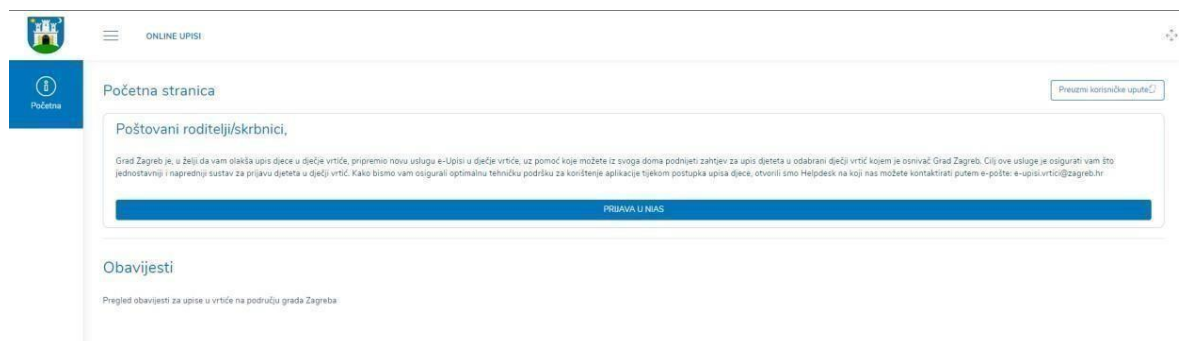 ONLINE UPISI
Početna
Početna stranica
Preuzmi korisničke upute
Poštovani roditelji/skrbnici,
Grad Zagreb je, u želji da vam olakša upis djece u dječje vrtiće, pripremio novu uslugu e-Upisi u dječje vrtiće, uz pomoć koje možete iz svoga doma podnijeti zahtjev za upis djeteta u odabrani dječji vrtić kojem je osnivač Grad Zagreb. Cilj ove usluge je osigurati vam što
jednostavniji i napredniji sustav za prijavu djeteta u dječji vrtić. Kako bismo vam osigurali optimalnu tehničku podršku za korištenje aplikacije tijekom postupka upisa djece, otvorili smo Helpdesk na koji nas možete kontaktirati putem e-pošte: e-upisi.vrtici@zagreb.hr
PRIJAVA U NIAS
Obavijesti
Pregled obavijesti za upise u vrtiće na području grada Zagreba